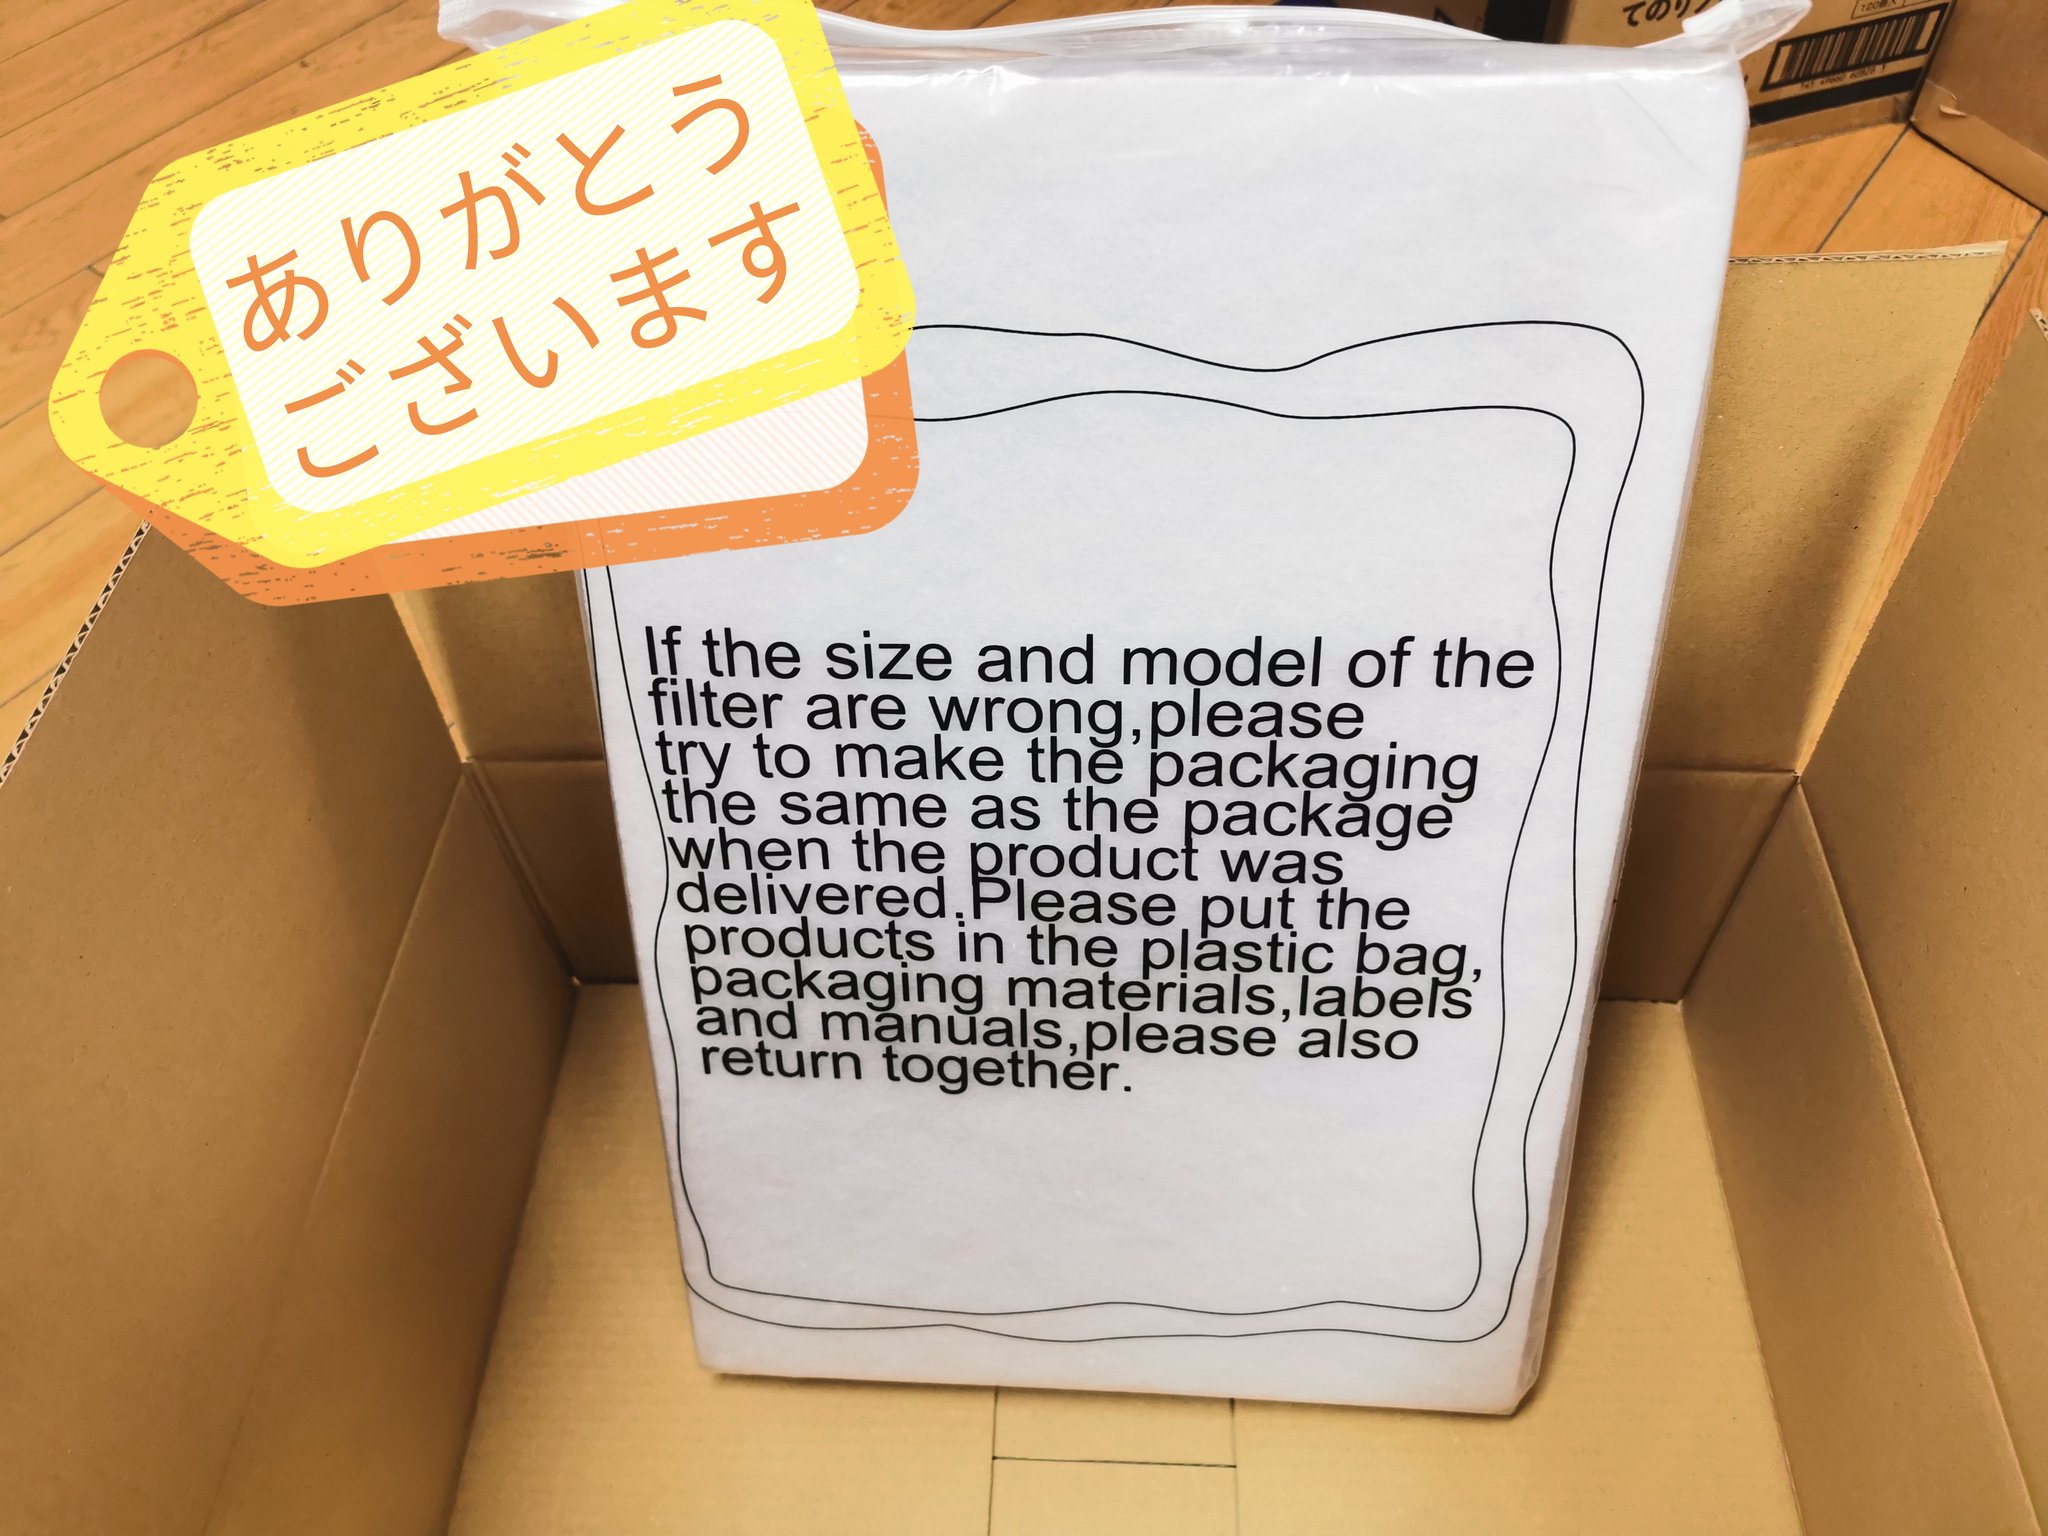 ありがとう
ございます
If the size and model of the
filter are wrong,please
try to make the packaging
the same as the package
when the product was
delivered.Please put the
products in the plastic bag,
packaging materials,labels
and manuals,please also
return together.